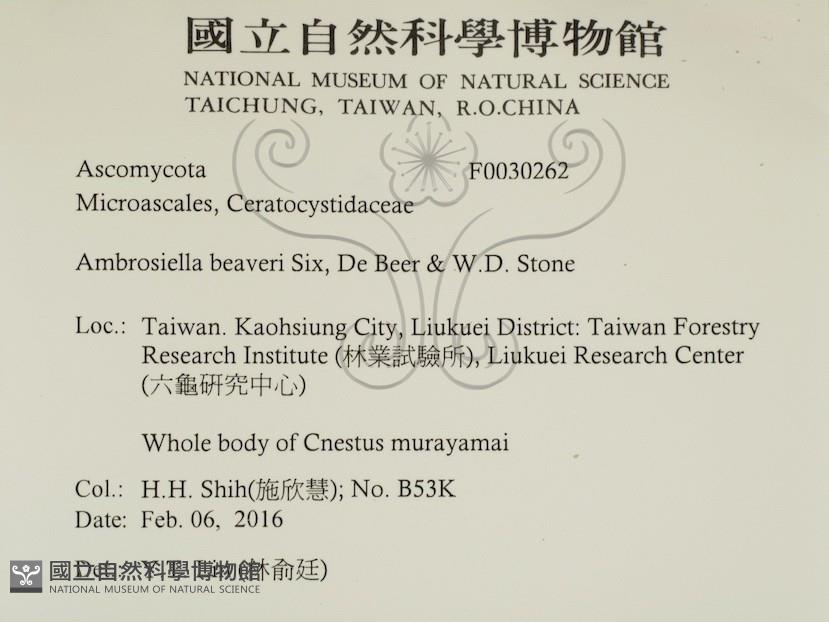 國立自然科學博物館
NATIONAL MUSEUM OF NATURAL SCIENCE
TAICHUNG, TAIWAN, R.O.CHINA
Ascomycota F0030262
Microascales, Ceratocystidaceae
Ambrosiella beaveri Six, De Beer & W.D. Stone
Loc.: Taiwan. Kaohsiung City, Liukuei District: Taiwan Forestry
Research Institute (林業試驗所), Liukuei Research Center
(六龜研究中心)
Whole body of Cnestus murayamai
Col.: H.H. Shih(施欣慧); No. B53K
Date: Feb. 06, 2016
(林俞廷)
國立自然科學博物館
NATIONAL MUSEUM OF NATURAL SCIENCE